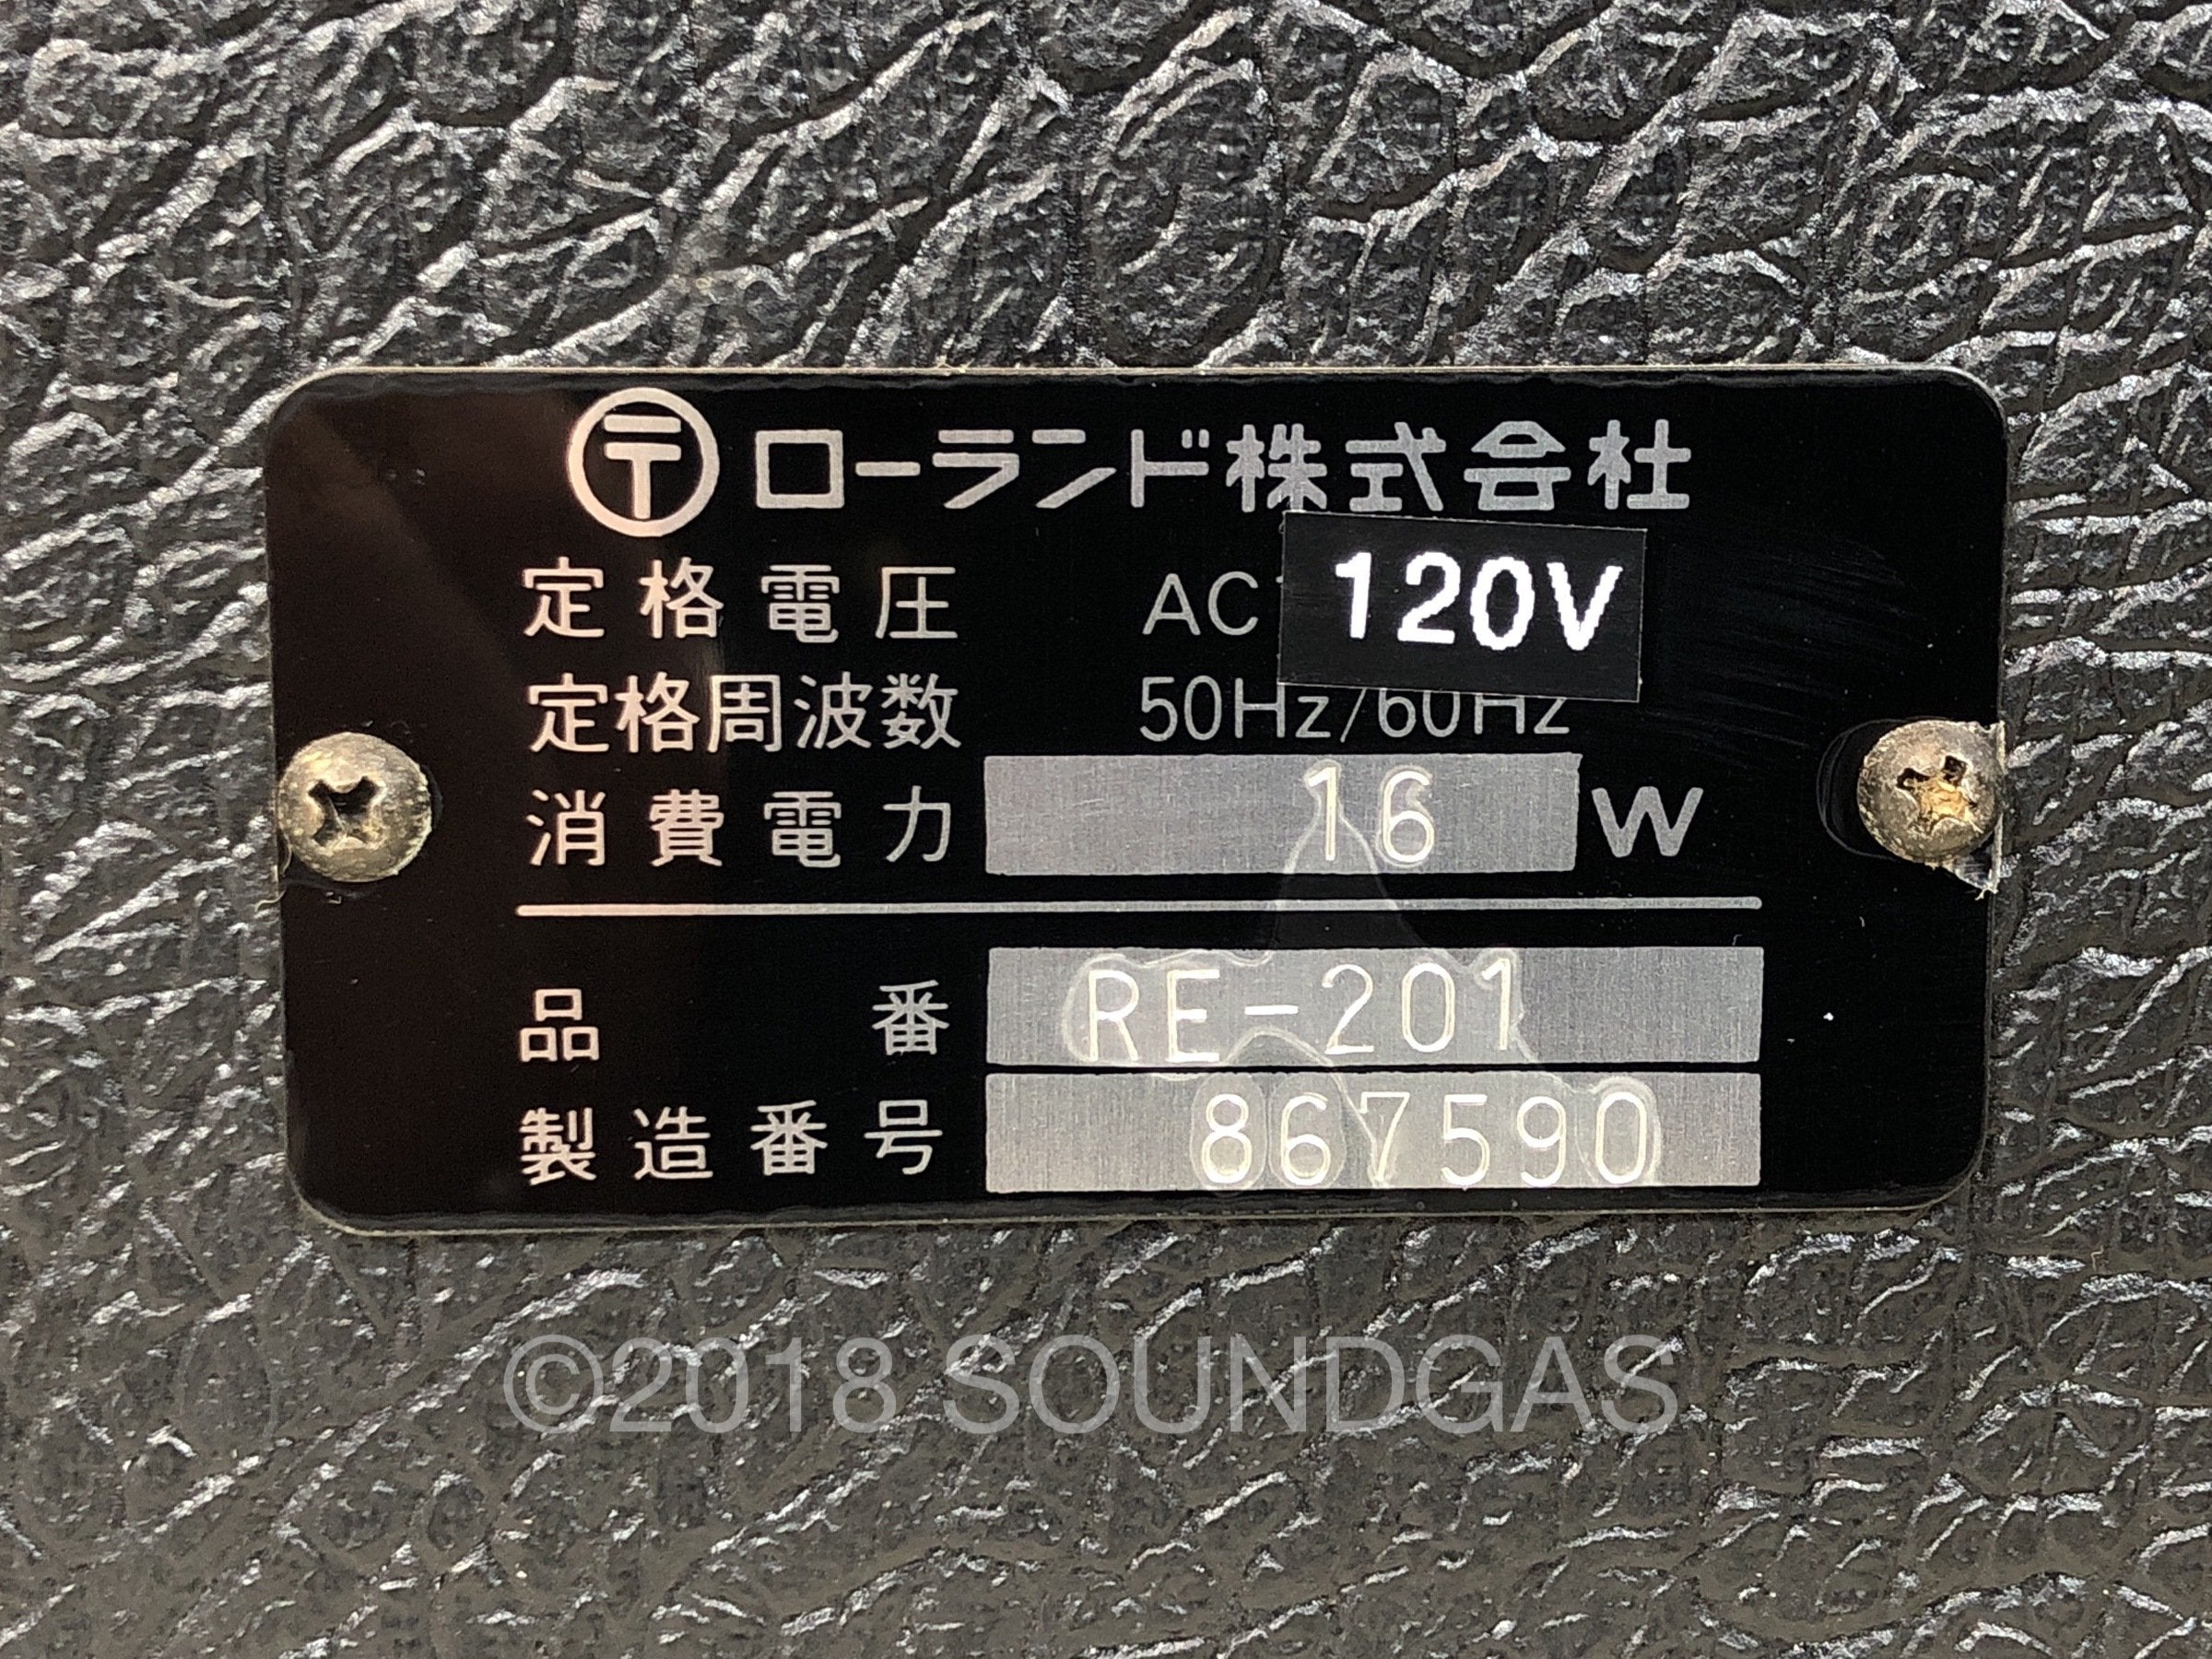 〒 ローランド株式会社
定格電圧 AC 120V
定格周波数 50Hz/60Hz
消費電力 16 W
品番 RE-201
製造番号 867590
©2018 SOUNDGAS